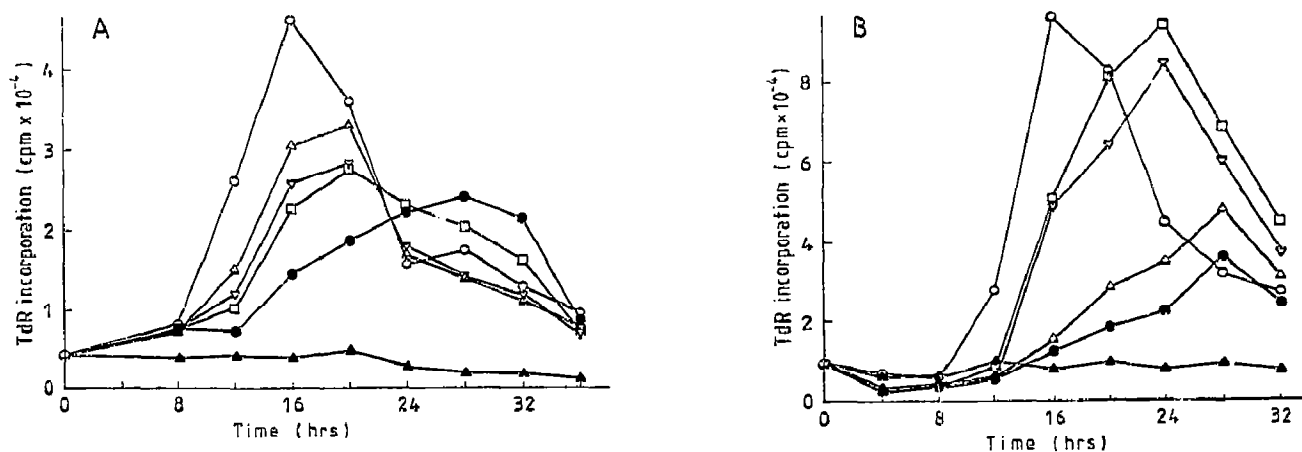 A
TdR incorporation (cpm x 10⁻⁴)
4
3
2
1
0
0 8 16 24 32
Time (hrs)
B
TdR incorporation (cpm×10⁻⁴)
8
6
4
2
0
0 8 16 24 32
Time (hrs)